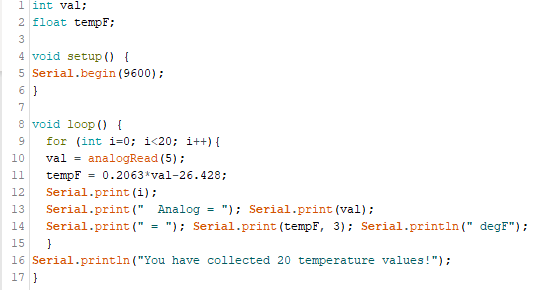 1 int val;
2 float tempF;
3
4 void setup() {
5 Serial.begin(9600);
6 }
7
8 void loop() {
9   for (int i=0; i<20; i++){
10   val = analogRead(5);
11   tempF = 0.2063*val-26.428;
12   Serial.print(i);
13   Serial.print("  Analog = "); Serial.print(val);
14   Serial.print(" = "); Serial.print(tempF, 3); Serial.println(" degF");
15   }
16 Serial.println("You have collected 20 temperature values!");
17 }